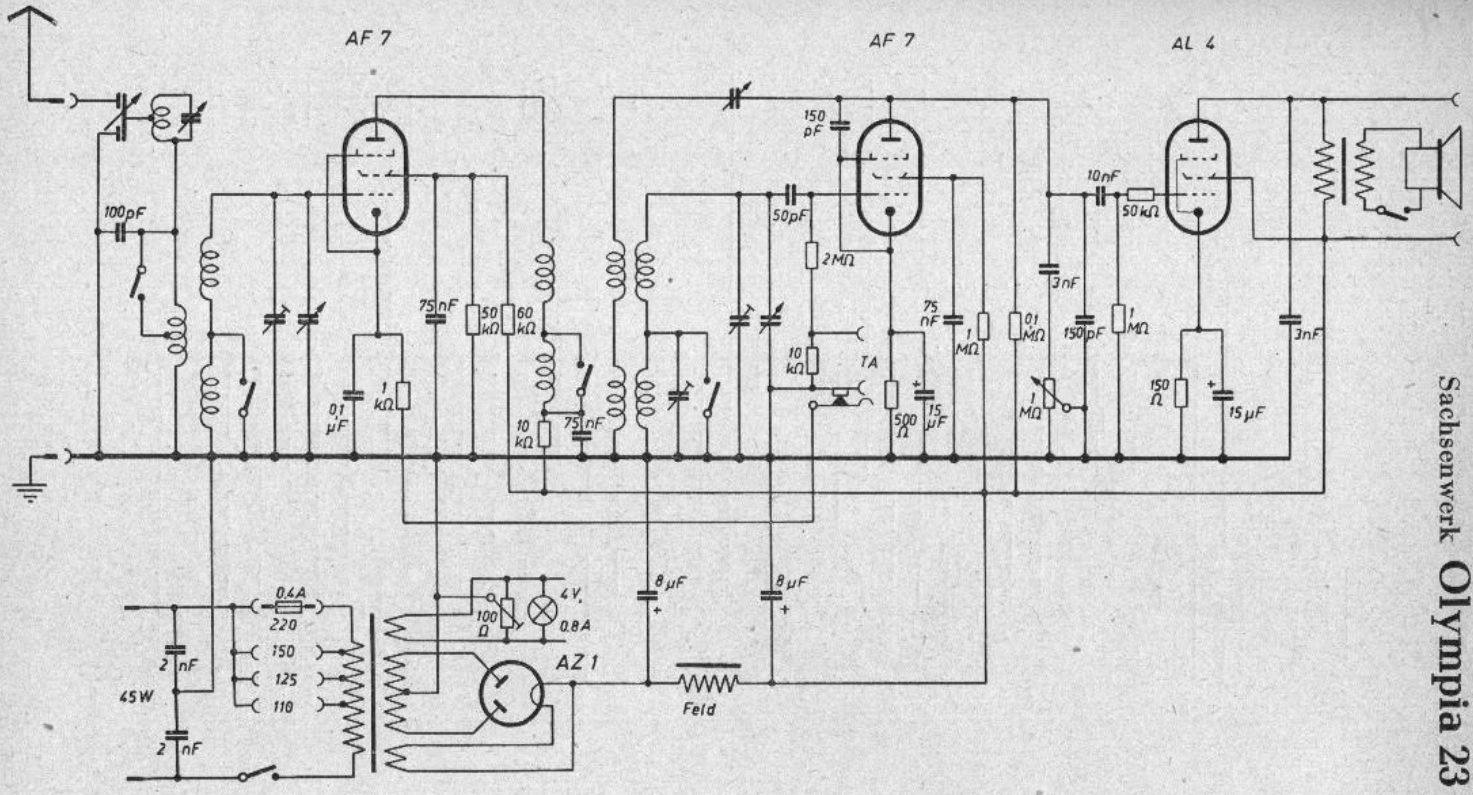 AF 7
AF 7
AL 4
100pF
150
pF
50pF
10nF
50kΩ
2MΩ
75nF
50
kΩ
60
kΩ
75
nF
1
MΩ
0,1
MΩ
3nF
150pF
1
MΩ
3nF
0,1
µF
1
kΩ
10
kΩ
75nF
10
kΩ
TA
500
Ω
+
15
µF
1
MΩ
150
Ω
+
15µF
8µF
+
8µF
+
0,4A
220
150
125
110
2 nF
45W
2 nF
100
Ω
4V,
0,8A
AZ1
Feld
Sachsenwerk Olympia 23